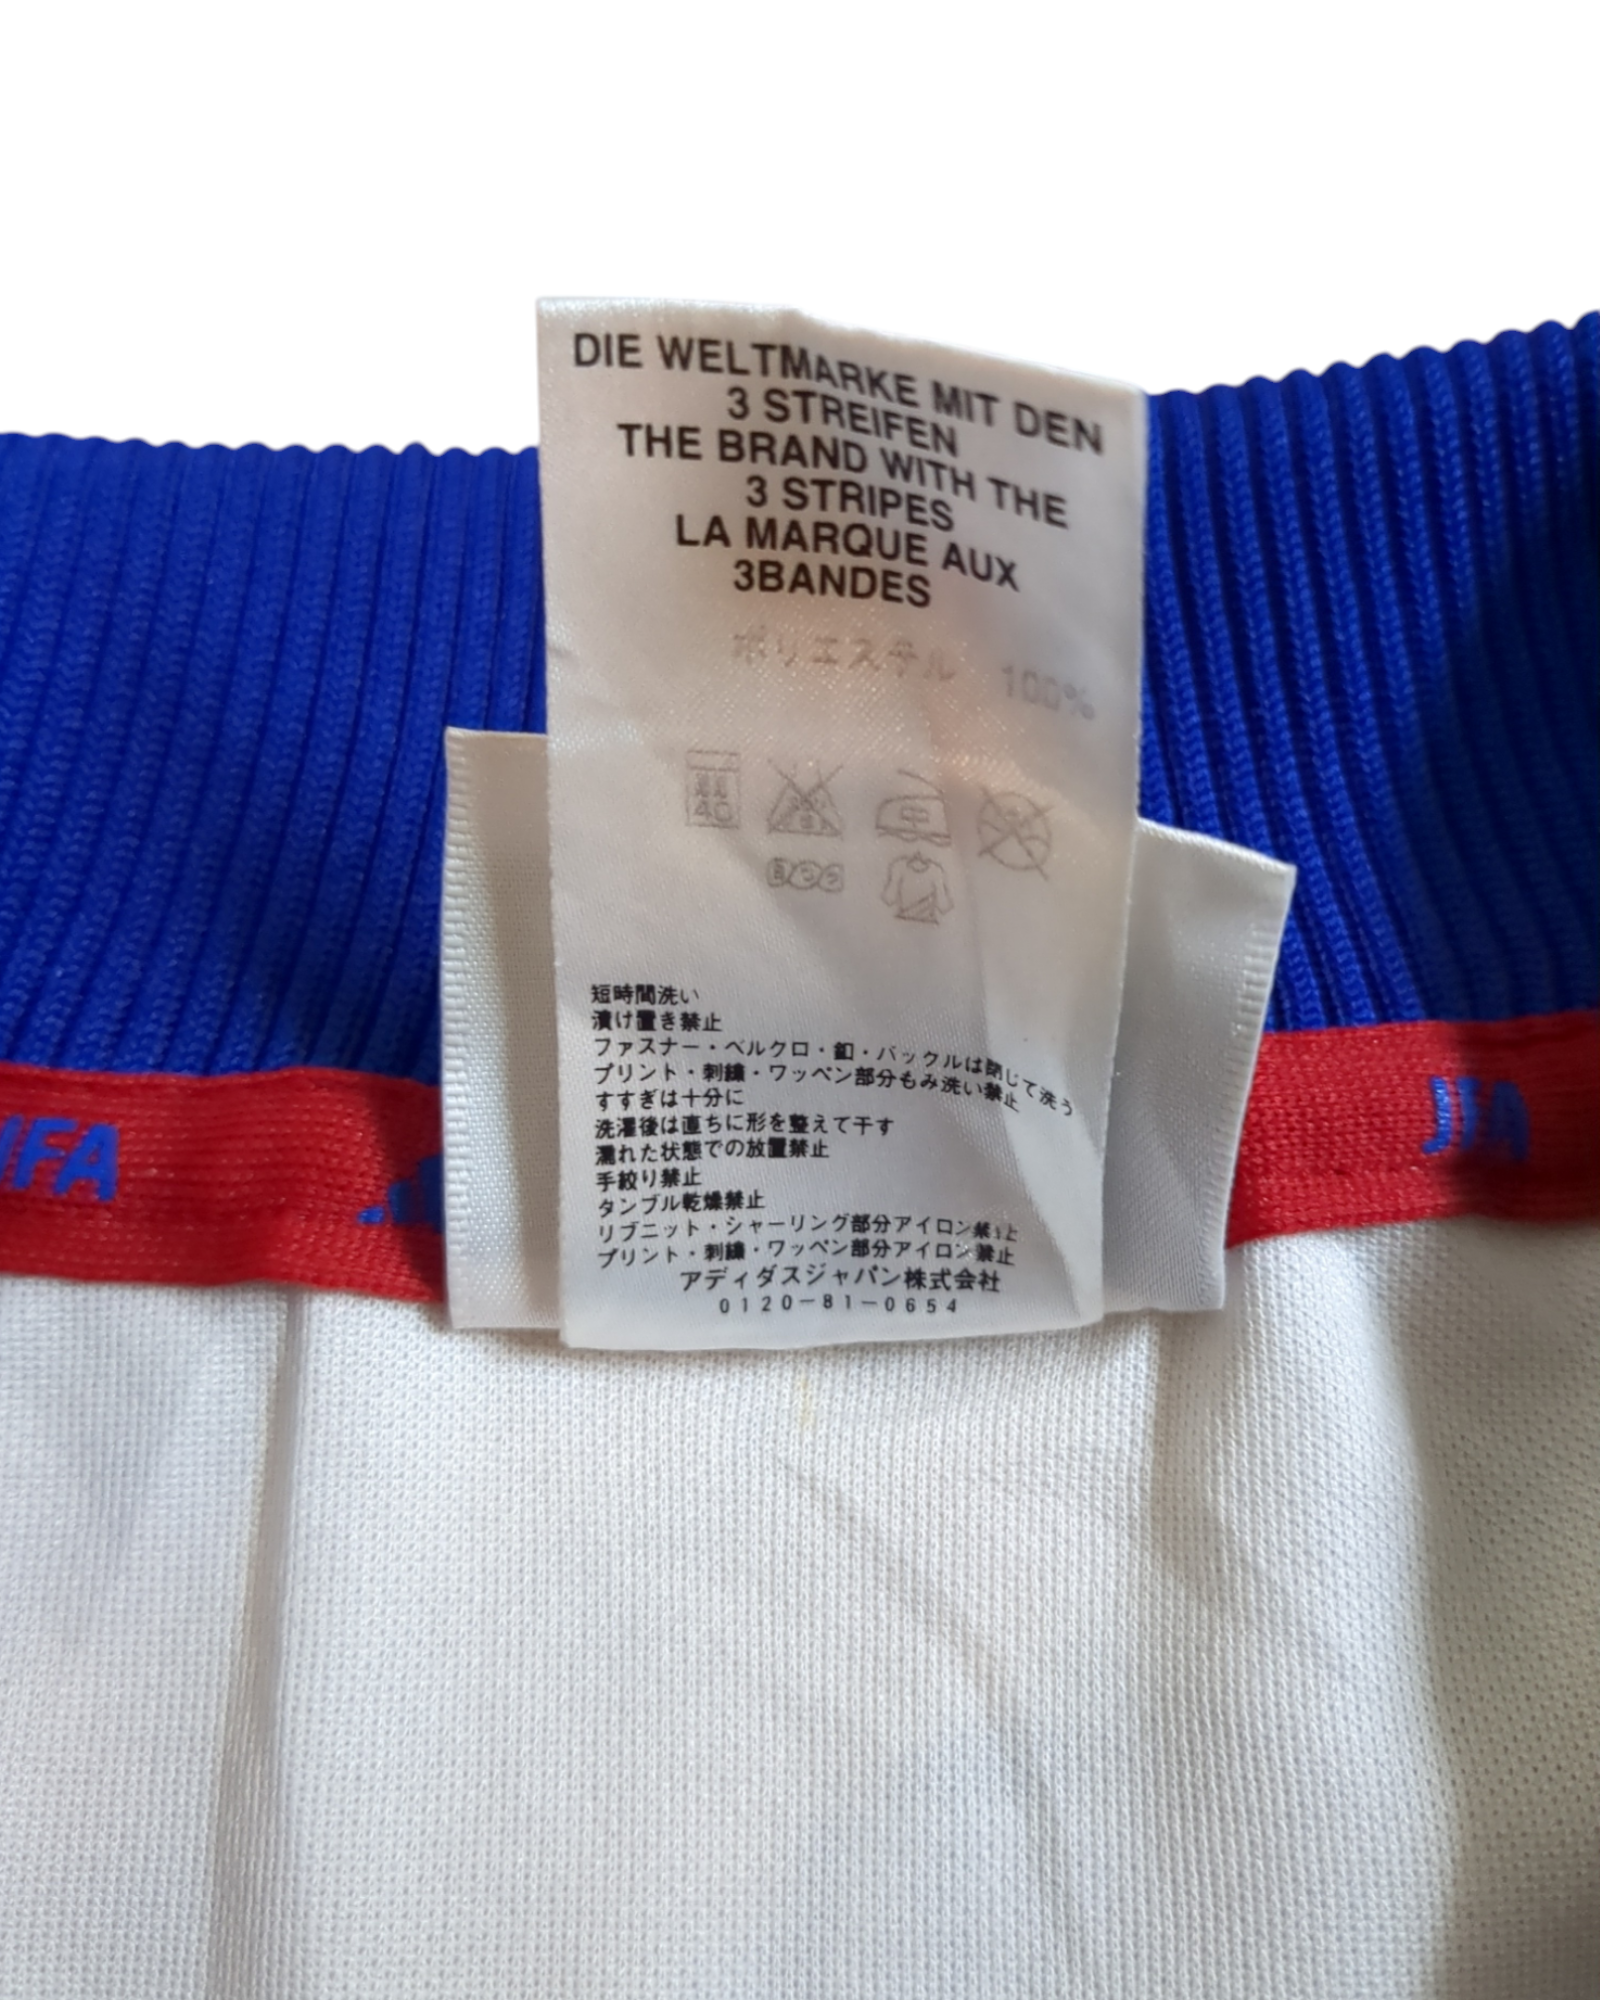 DIE WELTMARKE MIT DEN
3 STREIFEN
THE BRAND WITH THE
3 STRIPES
LA MARQUE AUX
3BANDES
ポリエステル 100%
40
短時間洗い
漬け置き禁止
ファスナー・ベルクロ・釦・バックルは閉じて洗う
プリント・刺繍・ワッペン部分もみ洗い禁止
すすぎは十分に
洗濯後は直ちに形を整えて干す
濡れた状態での放置禁止
手絞り禁止
タンブル乾燥禁止
リブニット・シャーリング部分アイロン禁止
プリント・刺繍・ワッペン部分アイロン禁止
アディダスジャパン株式会社
0120-81-0654
JFA